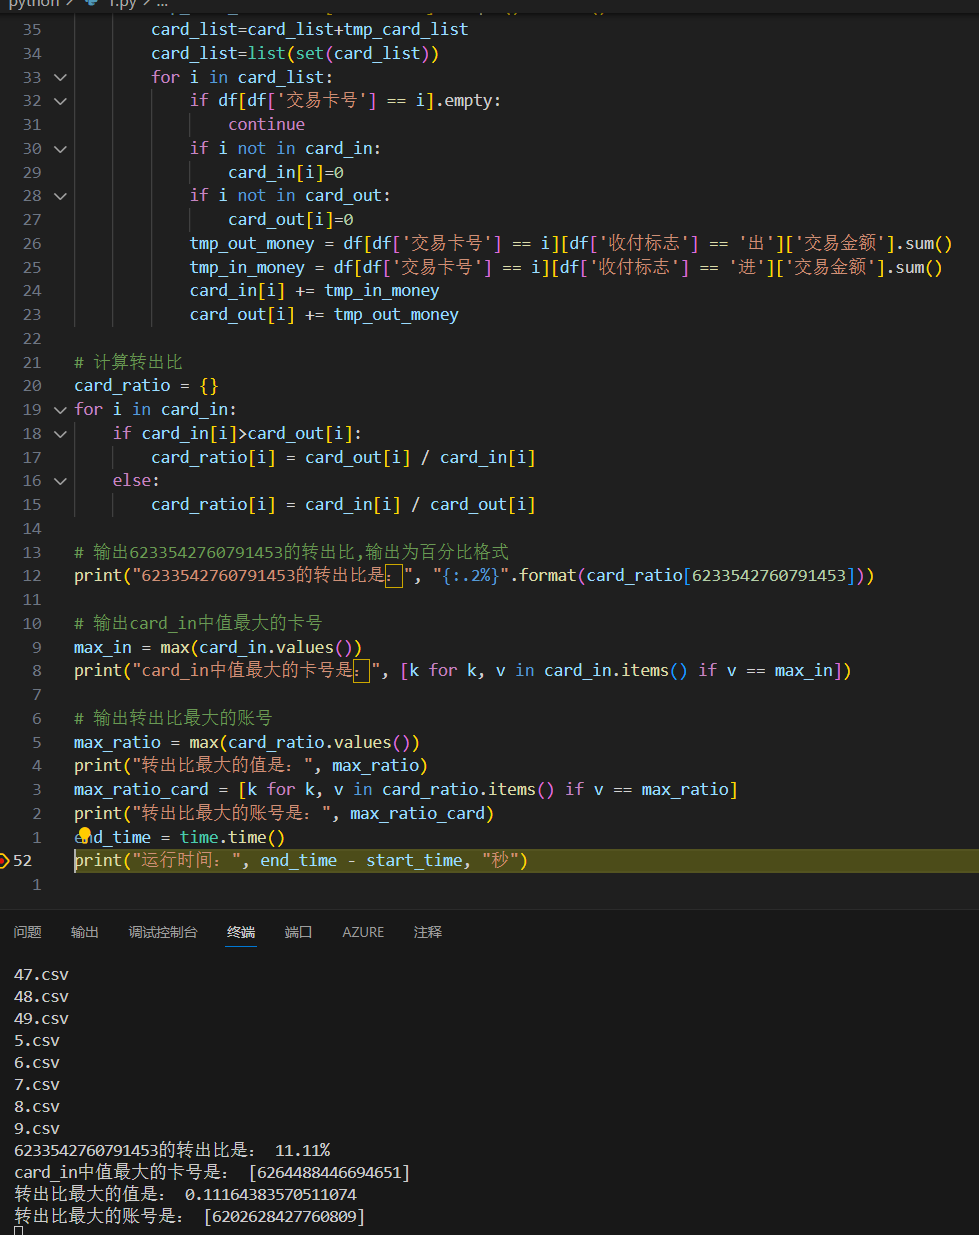 python > 1.py > ...
35 card_list=card_list+tmp_card_list
34 card_list=list(set(card_list))
33 for i in card_list:
32 if df[df['交易卡号'] == i].empty:
31 continue
30 if i not in card_in:
29 card_in[i]=0
28 if i not in card_out:
27 card_out[i]=0
26 tmp_out_money = df[df['交易卡号'] == i][df['收付标志'] == '出']['交易金额'].sum()
25 tmp_in_money = df[df['交易卡号'] == i][df['收付标志'] == '进']['交易金额'].sum()
24 card_in[i] += tmp_in_money
23 card_out[i] += tmp_out_money
22
21 # 计算转出比
20 card_ratio = {}
19 for i in card_in:
18 if card_in[i]>card_out[i]:
17 card_ratio[i] = card_out[i] / card_in[i]
16 else:
15 card_ratio[i] = card_in[i] / card_out[i]
14
13 # 输出6233542760791453的转出比,输出为百分比格式
12 print("6233542760791453的转出比是：", "{:.2%}".format(card_ratio[6233542760791453]))
11
10 # 输出card_in中值最大的卡号
9 max_in = max(card_in.values())
8 print("card_in中值最大的卡号是：", [k for k, v in card_in.items() if v == max_in])
7
6 # 输出转出比最大的账号
5 max_ratio = max(card_ratio.values())
4 print("转出比最大的值是：", max_ratio)
3 max_ratio_card = [k for k, v in card_ratio.items() if v == max_ratio]
2 print("转出比最大的账号是：", max_ratio_card)
1 end_time = time.time()
52 print("运行时间：", end_time - start_time, "秒")
1
问题 输出 调试控制台 终端 端口 AZURE 注释
47.csv
48.csv
49.csv
5.csv
6.csv
7.csv
8.csv
9.csv
6233542760791453的转出比是： 11.11%
card_in中值最大的卡号是： [6264488446694651]
转出比最大的值是： 0.11164383570511074
转出比最大的账号是： [6202628427760809]